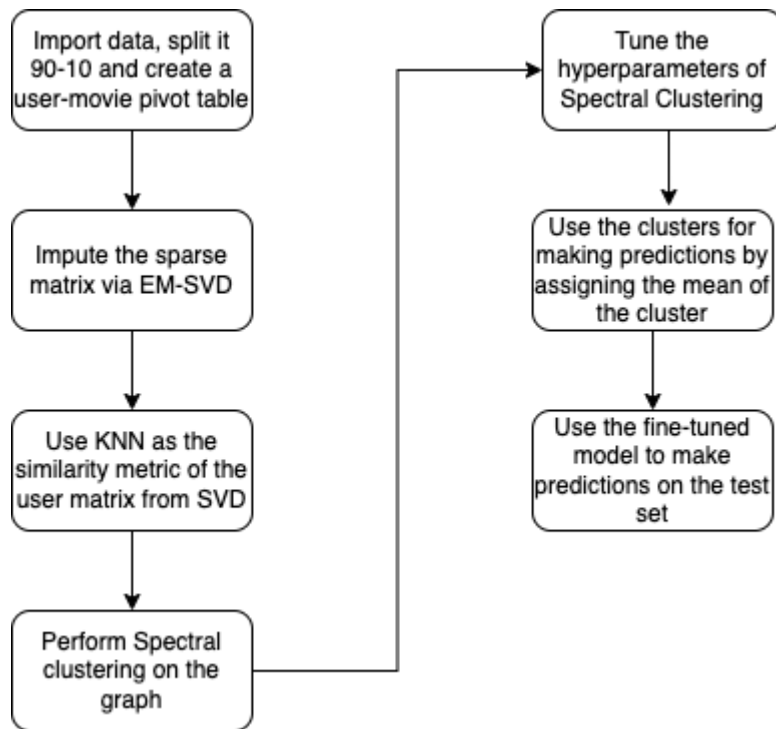 Import data, split it
90-10 and create a
user-movie pivot table
Impute the sparse
matrix via EM-SVD
Use KNN as the
similarity metric of the
user matrix from SVD
Perform Spectral
clustering on the
graph
Tune the
hyperparameters of
Spectral Clustering
Use the clusters for
making predictions by
assigning the mean of
the cluster
Use the fine-tuned
model to make
predictions on the test
set